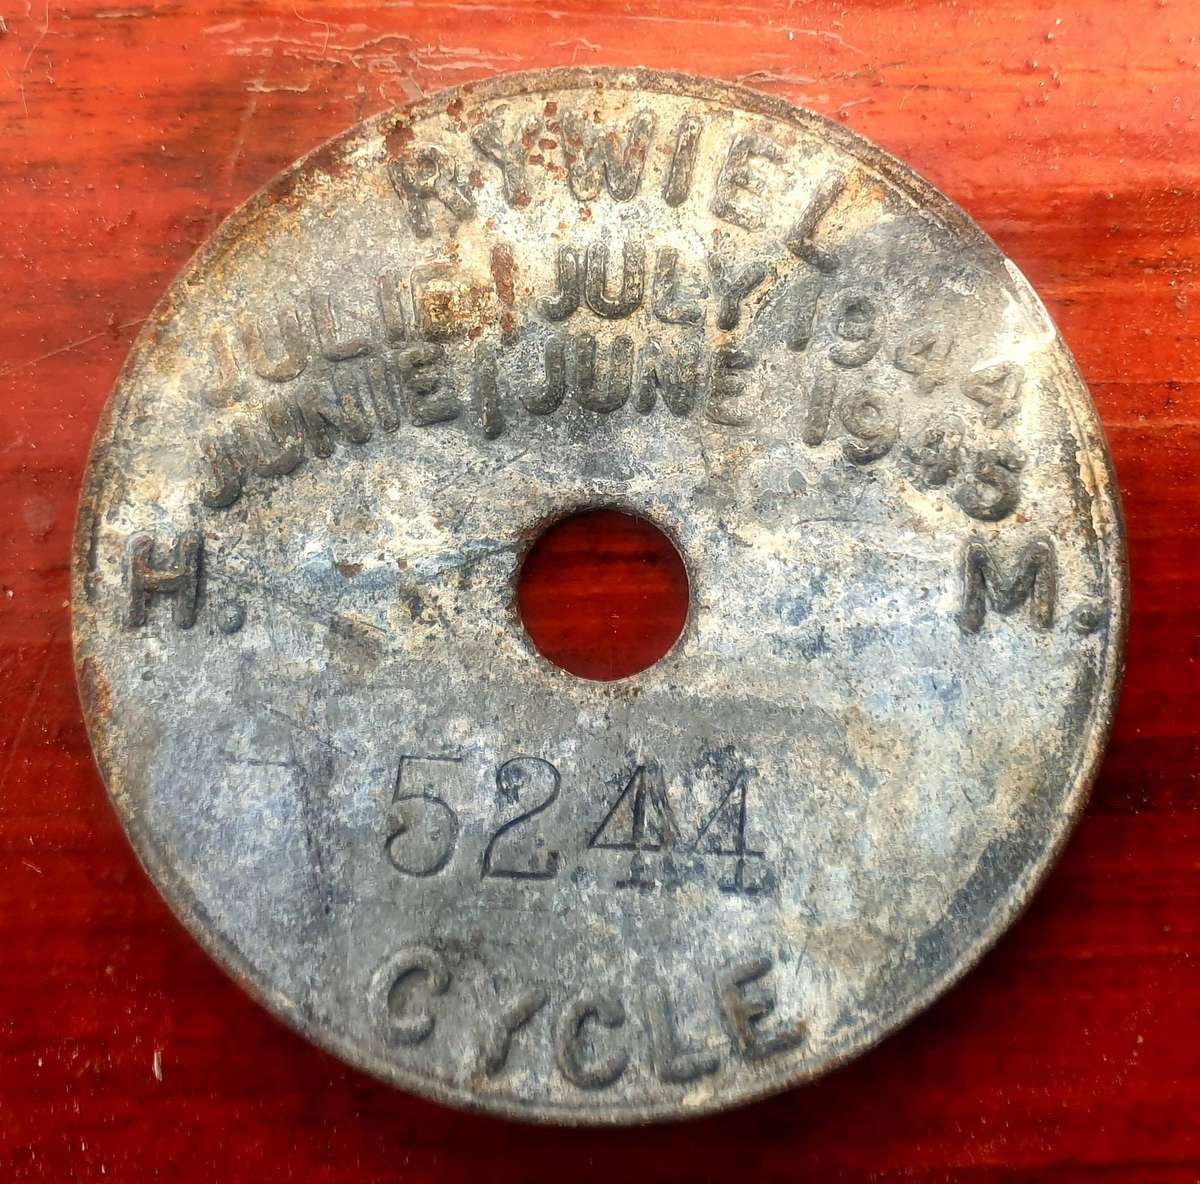 RYWIEL
JULIE | JULY 1944
JUNIE | JUNE 1945
H. M.
5244
CYCLE